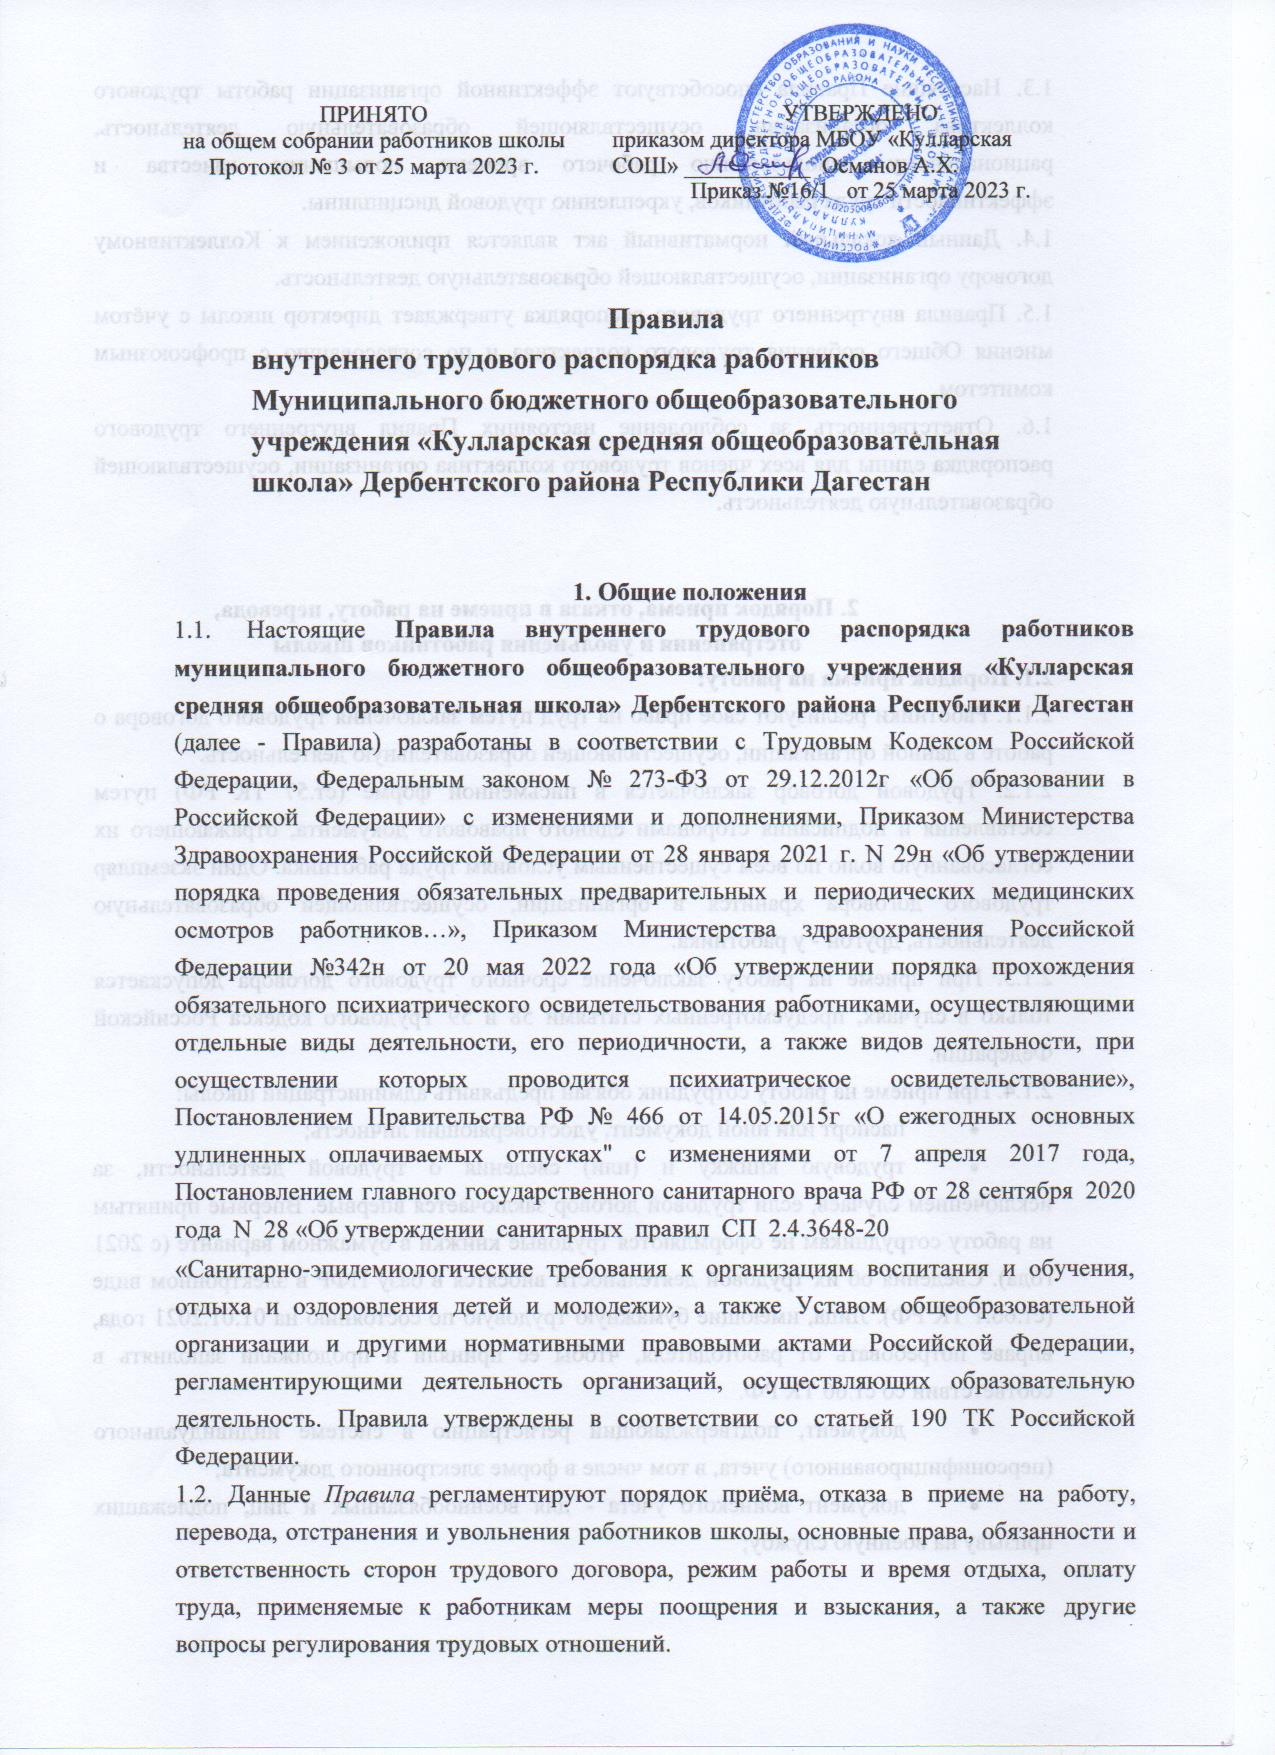 ПРИНЯТО
на общем собрании работников школы
Протокол № 3 от 25 марта 2023 г.
УТВЕРЖДЕНО
приказом директора МБОУ «Кулларская
СОШ» Османов А.Х.
Приказ №16/1 от 25 марта 2023 г.
Правила
внутреннего трудового распорядка работников
Муниципального бюджетного общеобразовательного
учреждения «Кулларская средняя общеобразовательная
школа» Дербентского района Республики Дагестан
1. Общие положения
1.1. Настоящие Правила внутреннего трудового распорядка работников
муниципального бюджетного общеобразовательного учреждения «Кулларская
средняя общеобразовательная школа» Дербентского района Республики Дагестан
(далее - Правила) разработаны в соответствии с Трудовым Кодексом Российской
Федерации, Федеральным законом № 273-ФЗ от 29.12.2012г «Об образовании в
Российской Федерации» с изменениями и дополнениями, Приказом Министерства
Здравоохранения Российской Федерации от 28 января 2021 г. N 29н «Об утверждении
порядка проведения обязательных предварительных и периодических медицинских
осмотров работников…», Приказом Министерства здравоохранения Российской
Федерации №342н от 20 мая 2022 года «Об утверждении порядка прохождения
обязательного психиатрического освидетельствования работниками, осуществляющими
отдельные виды деятельности, его периодичности, а также видов деятельности, при
осуществлении которых проводится психиатрическое освидетельствование»,
Постановлением Правительства РФ № 466 от 14.05.2015г «О ежегодных основных
удлиненных оплачиваемых отпусках" с изменениями от 7 апреля 2017 года,
Постановлением главного государственного санитарного врача РФ от 28 сентября 2020
года N 28 «Об утверждении санитарных правил СП 2.4.3648-20
«Санитарно-эпидемиологические требования к организациям воспитания и обучения,
отдыха и оздоровления детей и молодежи», а также Уставом общеобразовательной
организации и другими нормативными правовыми актами Российской Федерации,
регламентирующими деятельность организаций, осуществляющих образовательную
деятельность. Правила утверждены в соответствии со статьей 190 ТК Российской
Федерации.
1.2. Данные Правила регламентируют порядок приёма, отказа в приеме на работу,
перевода, отстранения и увольнения работников школы, основные права, обязанности и
ответственность сторон трудового договора, режим работы и время отдыха, оплату
труда, применяемые к работникам меры поощрения и взыскания, а также другие
вопросы регулирования трудовых отношений.